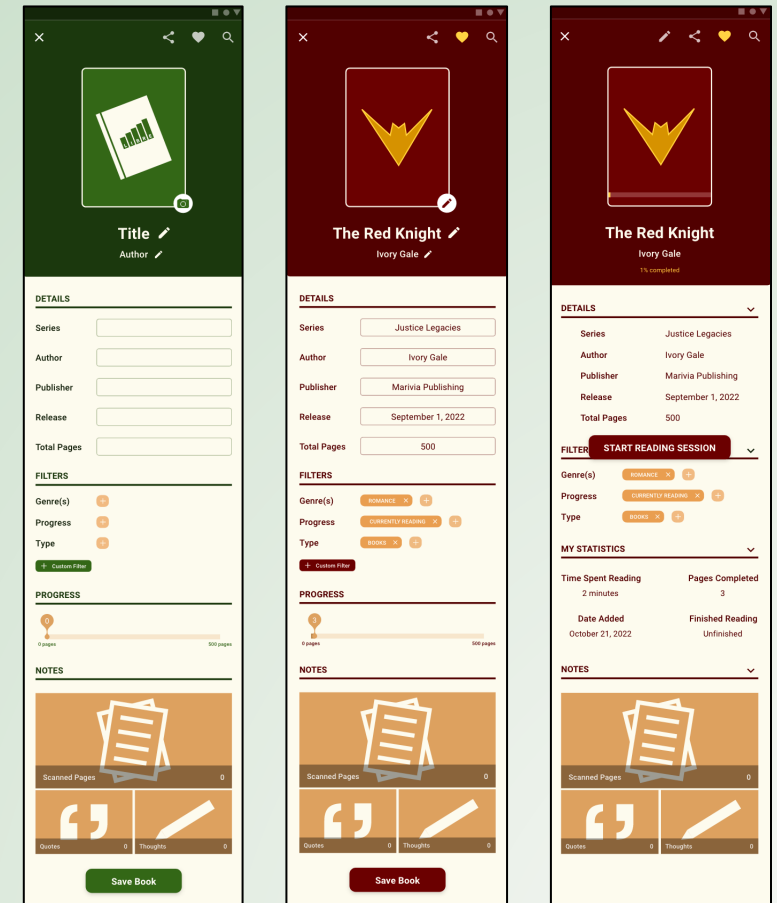 Title
Author
DETAILS
Series
Author
Publisher
Release
Total Pages
FILTERS
Genre(s)
+
Progress
+
Type
+
+ Custom Filter
PROGRESS
0
0 pages 500 pages
NOTES
Scanned Pages 0
Quotes 0 Thoughts 0
Save Book
The Red Knight
Ivory Gale
DETAILS
Series Justice Legacies
Author Ivory Gale
Publisher Marivia Publishing
Release September 1, 2022
Total Pages 500
FILTERS
Genre(s) ROMANCE × +
Progress CURRENTLY READING × +
Type BOOKS × +
+ Custom Filter
PROGRESS
3
0 pages 500 pages
NOTES
Scanned Pages 0
Quotes 0 Thoughts 0
Save Book
The Red Knight
Ivory Gale
1% completed
DETAILS
Series Justice Legacies
Author Ivory Gale
Publisher Marivia Publishing
Release September 1, 2022
Total Pages 500
FILTER
START READING SESSION
Genre(s) ROMANCE × +
Progress CURRENTLY READING × +
Type BOOKS × +
MY STATISTICS
Time Spent Reading Pages Completed
2 minutes 3
Date Added Finished Reading
October 21, 2022 Unfinished
NOTES
Scanned Pages 0
Quotes 0 Thoughts 0